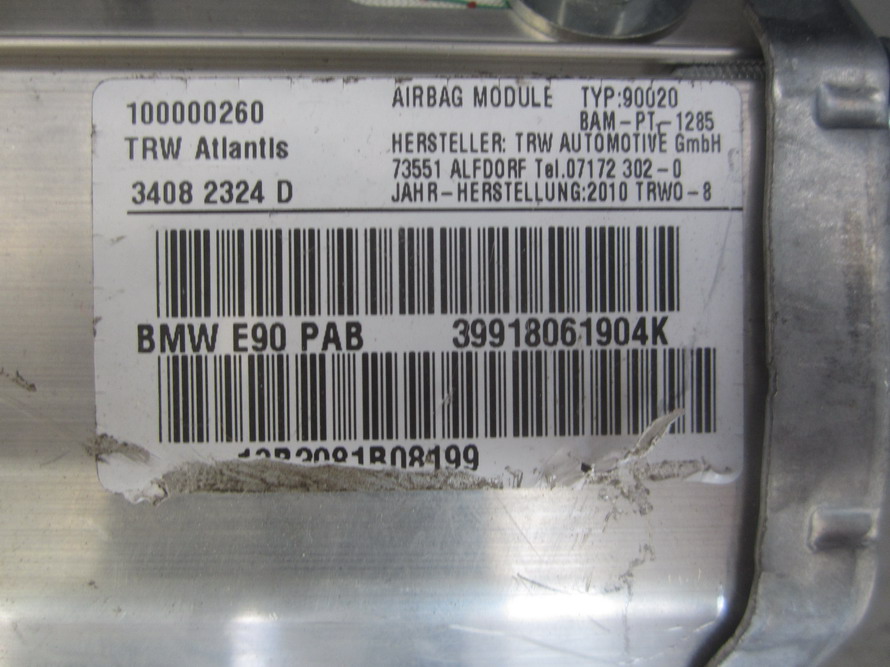 100000260
TRW Atlantis
3408 2324 D
AIRBAG MODULE TYP:90020
BAM-PT-1285
HERSTELLER: TRW AUTOMOTIVE GmbH
73551 ALFDORF Tel.07172 302-0
JAHR-HERSTELLUNG:2010 TRWO-8
BMW E90 PAB 39918061904K